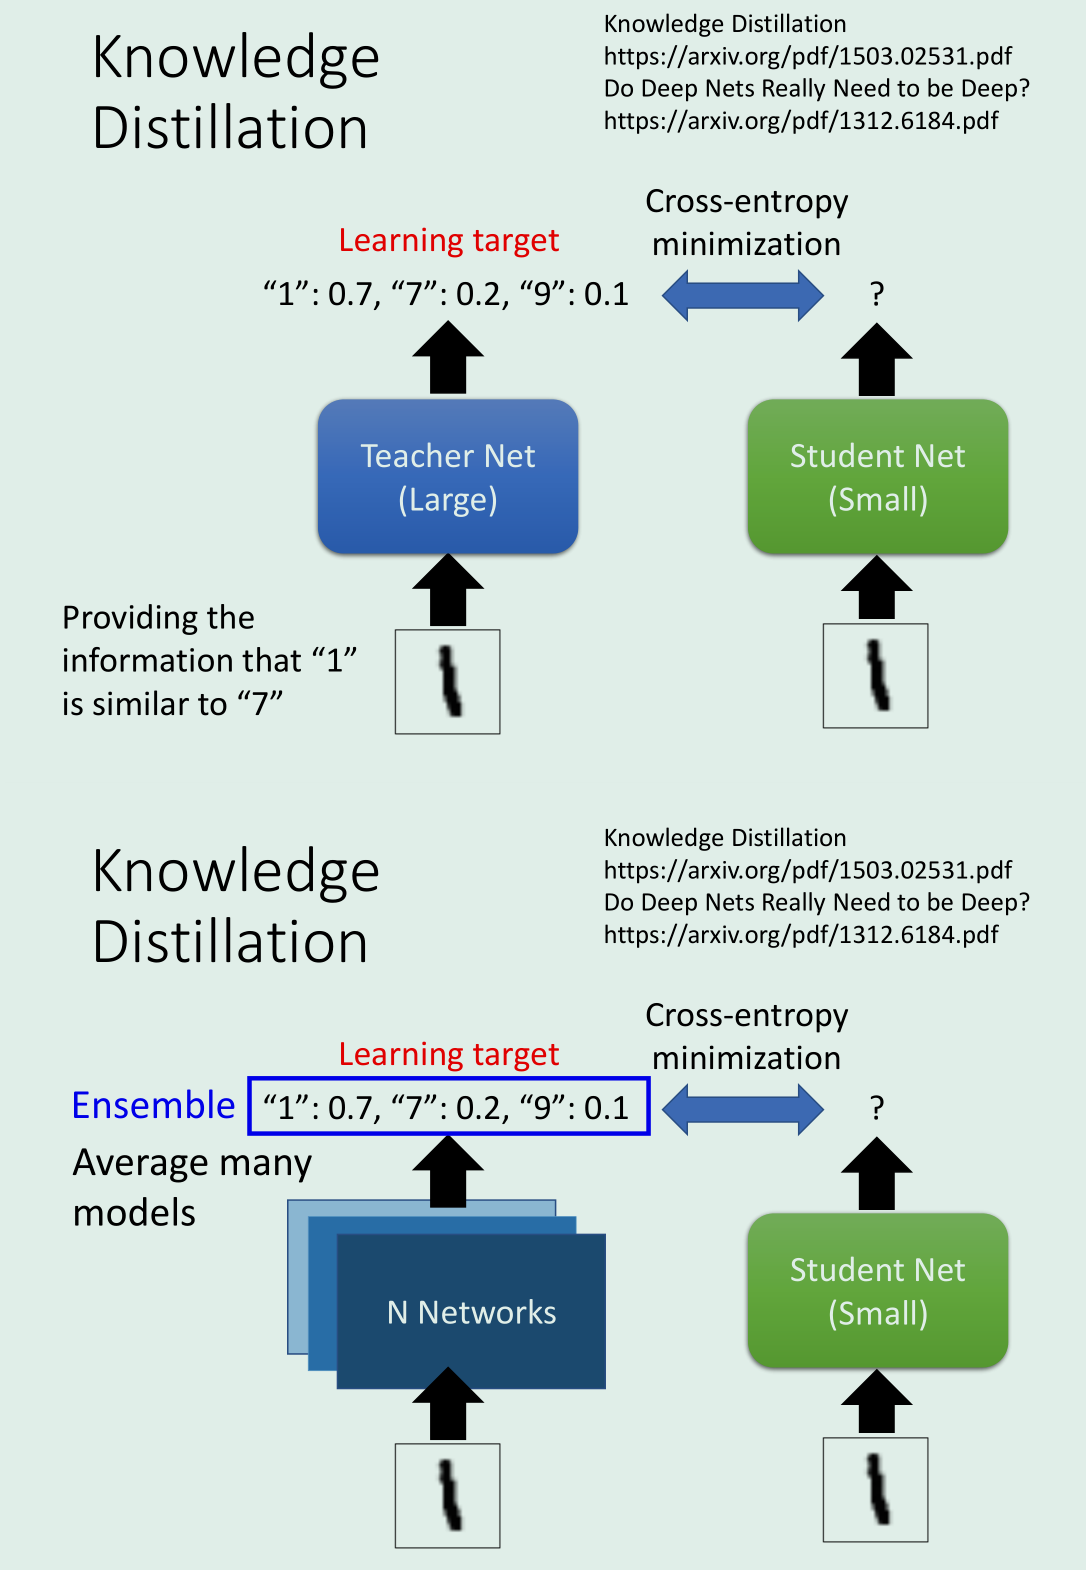 Knowledge
Distillation
Knowledge Distillation
https://arxiv.org/pdf/1503.02531.pdf
Do Deep Nets Really Need to be Deep?
https://arxiv.org/pdf/1312.6184.pdf
Cross-entropy
minimization
Learning target
“1”: 0.7, “7”: 0.2, “9”: 0.1
?
Teacher Net
(Large)
Student Net
(Small)
Providing the
information that “1”
is similar to “7”
Knowledge
Distillation
Knowledge Distillation
https://arxiv.org/pdf/1503.02531.pdf
Do Deep Nets Really Need to be Deep?
https://arxiv.org/pdf/1312.6184.pdf
Cross-entropy
minimization
Learning target
Ensemble
“1”: 0.7, “7”: 0.2, “9”: 0.1
?
Average many
models
N Networks
Student Net
(Small)